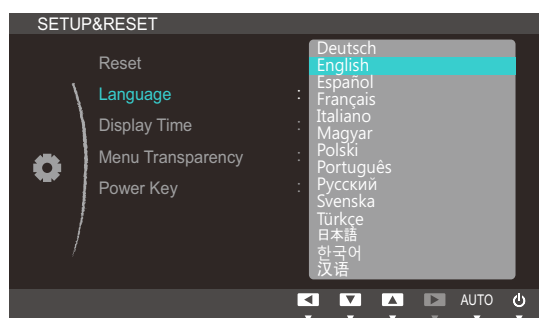 SETUP&RESET
Reset
Language :
Display Time :
Menu Transparency :
Power Key :
Deutsch
English
Español
Français
Italiano
Magyar
Polski
Português
Русский
Svenska
Türkçe
日本語
한국어
汉语
AUTO